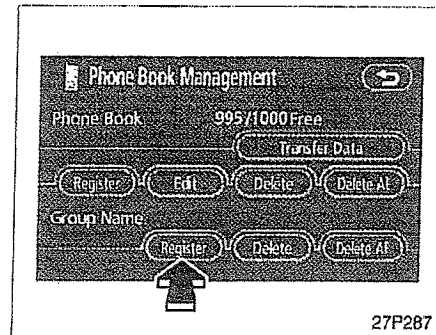 Phone Book Management
Phone Book 995/1000 Free
Transfer Data
Register Edit Delete Delete All
Group Name
Register Delete Delete All
27P287